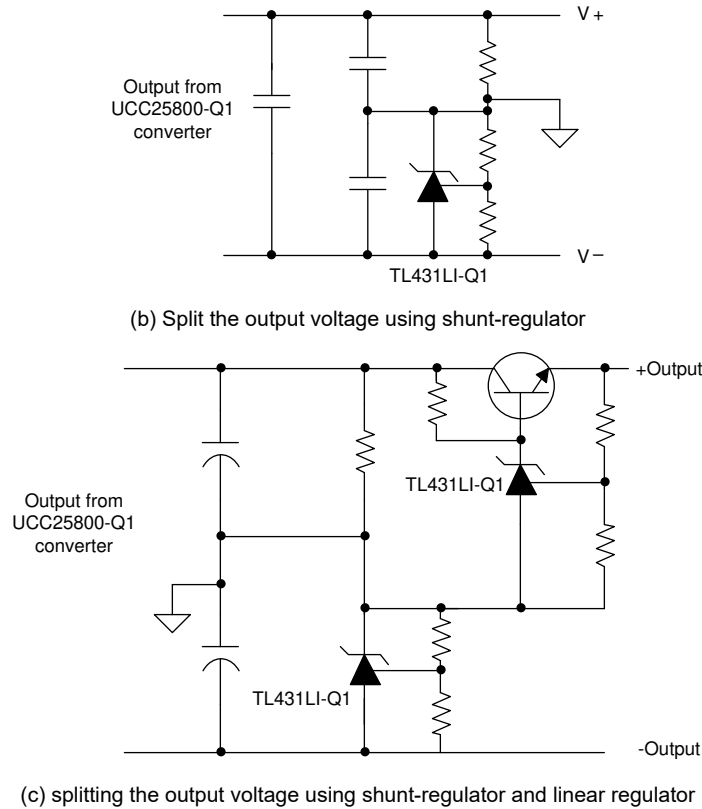 V+
Output from
UCC25800-Q1
converter
TL431LI-Q1
V−
(b) Split the output voltage using shunt-regulator
+Output
TL431LI-Q1
Output from
UCC25800-Q1
converter
TL431LI-Q1
-Output
(c) splitting the output voltage using shunt-regulator and linear regulator